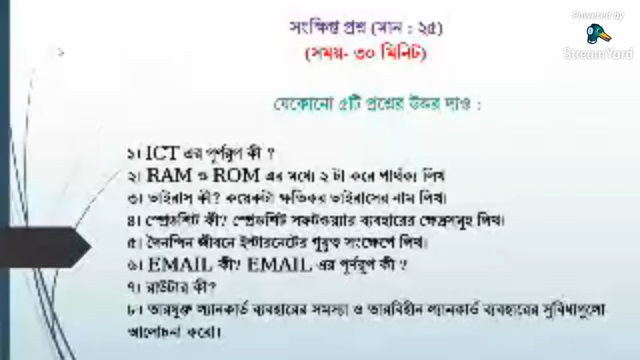 Powered by
StreamYard
সংক্ষিপ্ত প্রশ্ন (মান : ২৫)
(সময়- ৩০ মিনিট)
যেকোনো ৫টি প্রশ্নের উত্তর দাও :
১। ICT এর পূর্ণরুপ কী ?
২। RAM ও ROM এর মধ্যে ২ টা করে পার্থক্য লিখ
৩। ভাইরাস কী? কয়েকটা ক্ষতিকর ভাইরাসের নাম লিখ।
৪। স্প্রেডশিট কী? স্প্রেডশিট সফটওয়্যার ব্যবহারের ক্ষেত্রসমূহ লিখ।
৫। দৈনন্দিন জীবনে ইন্টারনেটের গুরুত্ব সংক্ষেপে লিখ।
৬। EMAIL কী? EMAIL এর পূর্ণরুপ কী ?
৭। রাউটার কী?
৮। তারযুক্ত ল্যানকার্ড ব্যবহারের সমস্যা ও তারবিহীন ল্যানকার্ড ব্যবহারের সুবিধাগুলো
আলোচনা করো।